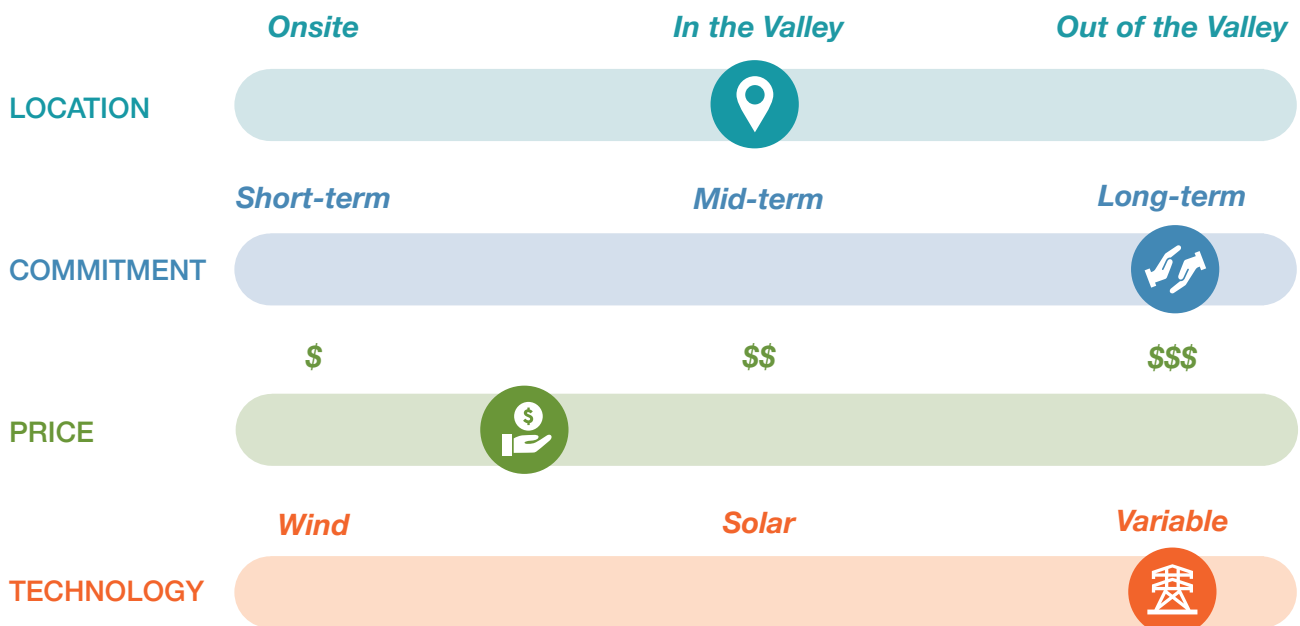 Onsite In the Valley Out of the Valley
LOCATION
Short-term Mid-term Long-term
COMMITMENT
$ $$ $$$
$
PRICE
Wind Solar Variable
TECHNOLOGY